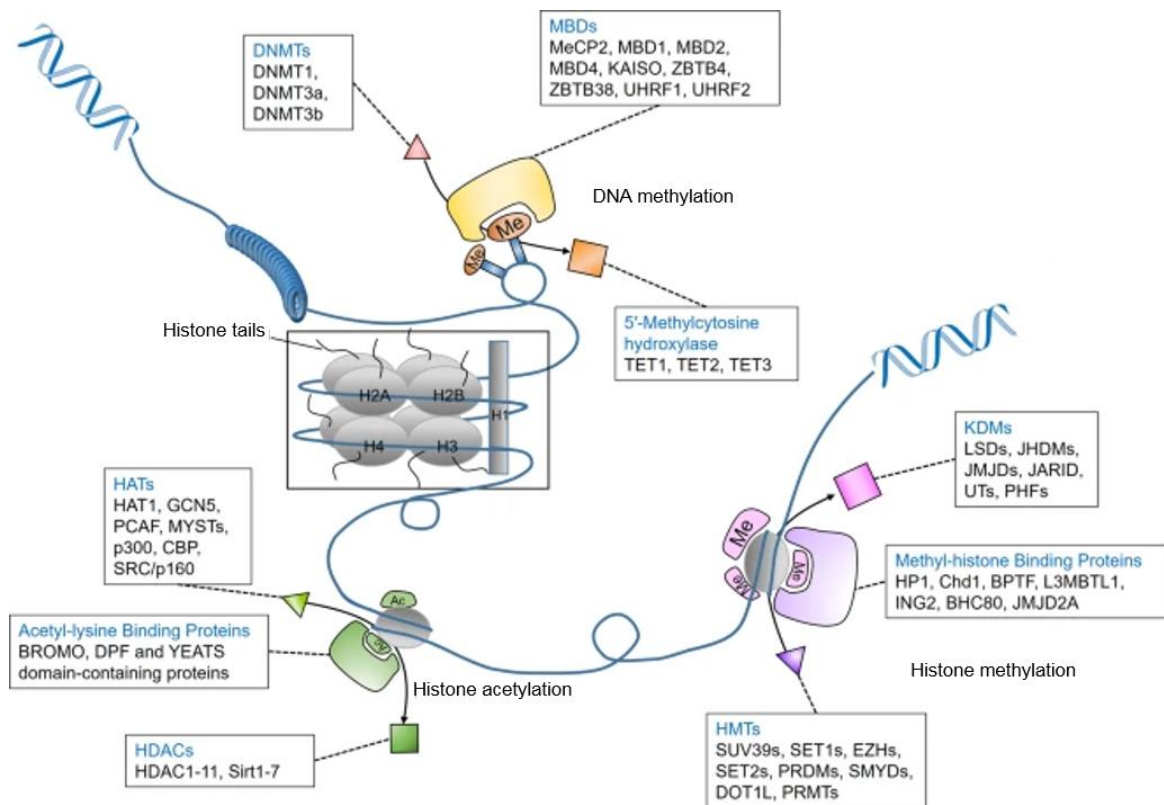 DNMTs
DNMT1,
DNMT3a,
DNMT3b
MBDs
MeCP2, MBD1, MBD2,
MBD4, KAISO, ZBTB4,
ZBTB38, UHRF1, UHRF2
DNA methylation
Me
Me
5'-Methylcytosine
hydroxylase
TET1, TET2, TET3
Histone tails
H2A
H2B
H1
H4
H3
KDMs
LSDs, JHDMs,
JMJDs, JARID,
UTs, PHFs
HATs
HAT1, GCN5,
PCAF, MYSTs,
p300, CBP,
SRC/p160
Me
Me
Me
Methyl-histone Binding Proteins
HP1, Chd1, BPTF, L3MBTL1,
ING2, BHC80, JMJD2A
Ac
Ac
Acetyl-lysine Binding Proteins
BROMO, DPF and YEATS
domain-containing proteins
Histone acetylation
Histone methylation
HDACs
HDAC1-11, Sirt1-7
HMTs
SUV39s, SET1s, EZHs,
SET2s, PRDMs, SMYDs,
DOT1L, PRMTs